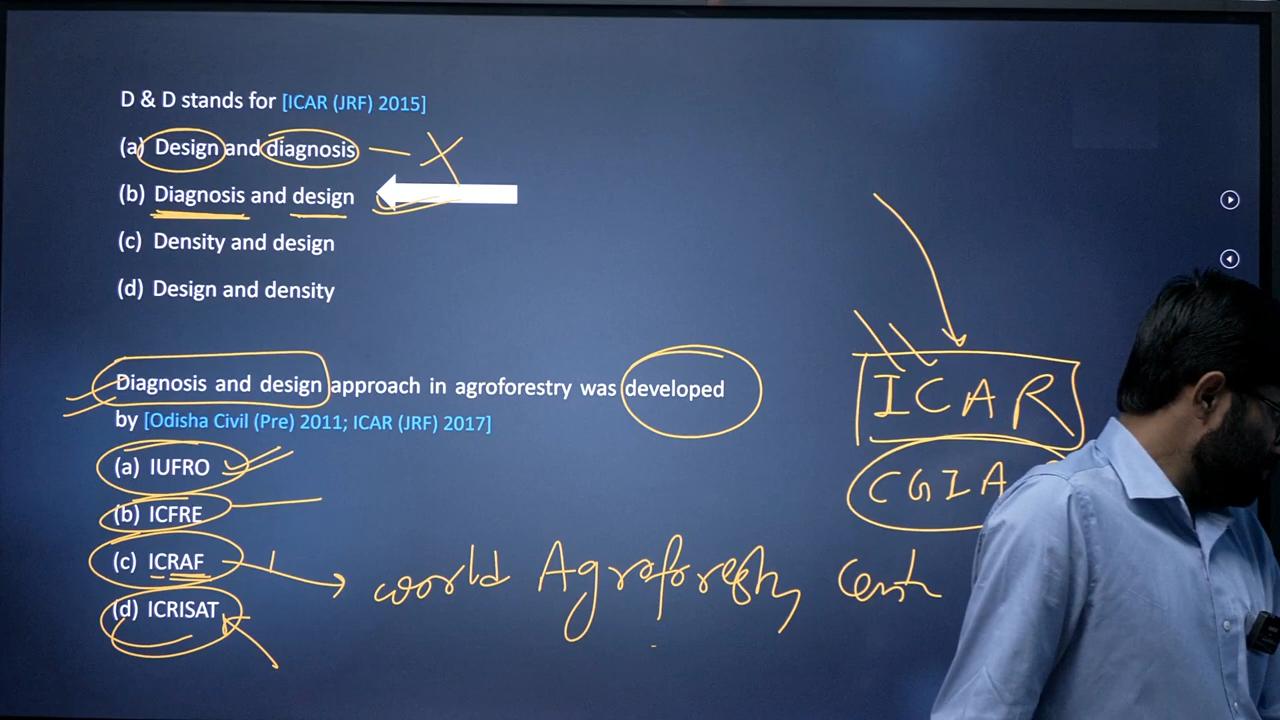 D & D stands for [ICAR (JRF) 2015]
(a) Design and diagnosis
(b) Diagnosis and design
(c) Density and design
(d) Design and density
Diagnosis and design approach in agroforestry was developed
by [Odisha Civil (Pre) 2011; ICAR (JRF) 2017]
(a) IUFRO
(b) ICFRE
(c) ICRAF
(d) ICRISAT
ICAR
CGIA
world Agroforestry